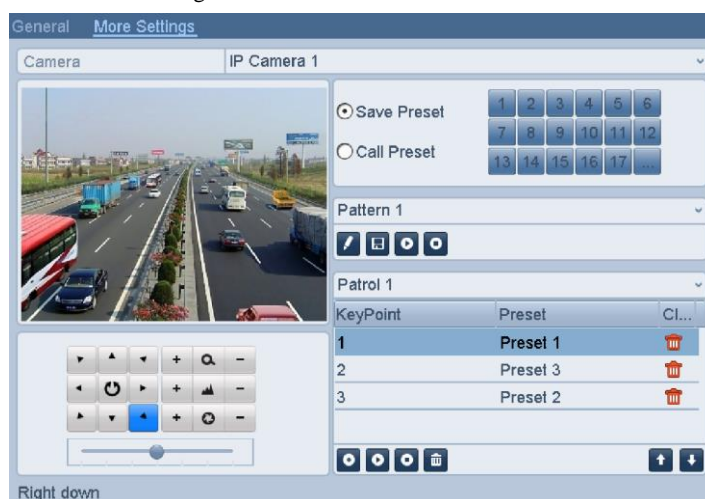 General More Settings
Camera IP Camera 1
Save Preset
Call Preset
1 2 3 4 5 6
7 8 9 10 11 12
13 14 15 16 17 ...
Pattern 1
Patrol 1
KeyPoint Preset Cl...
1 Preset 1
2 Preset 3
3 Preset 2
Right down